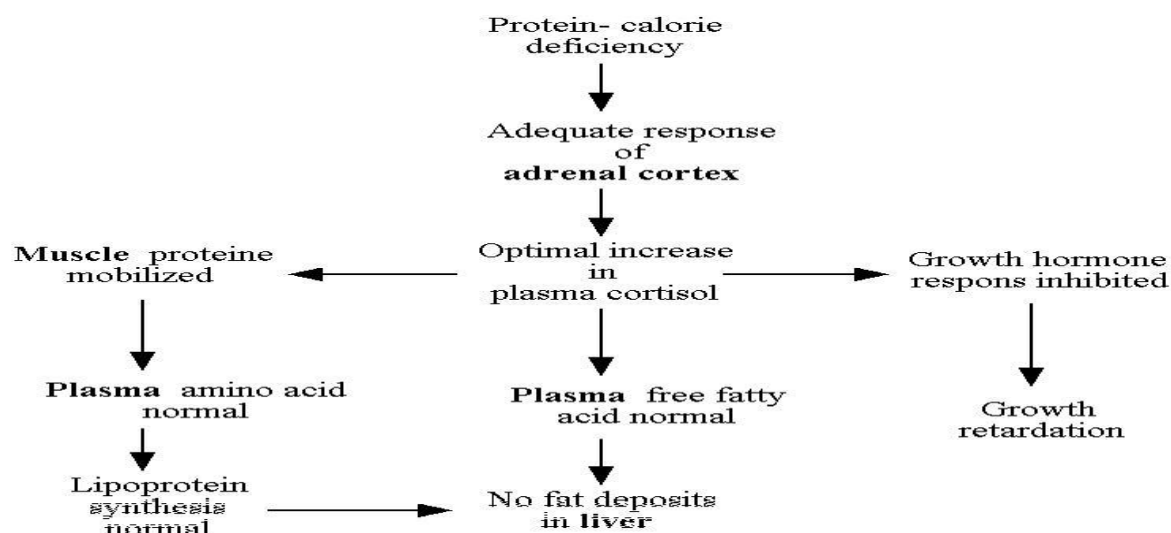 Protein- calorie
deficiency
Adequate response
of
adrenal cortex
Muscle proteine
mobilized
Optimal increase
in
plasma cortisol
Growth hormone
respons inhibited
Plasma amino acid
normal
Plasma free fatty
acid normal
Growth
retardation
Lipoprotein
synthesis
normal
No fat deposits
in liver